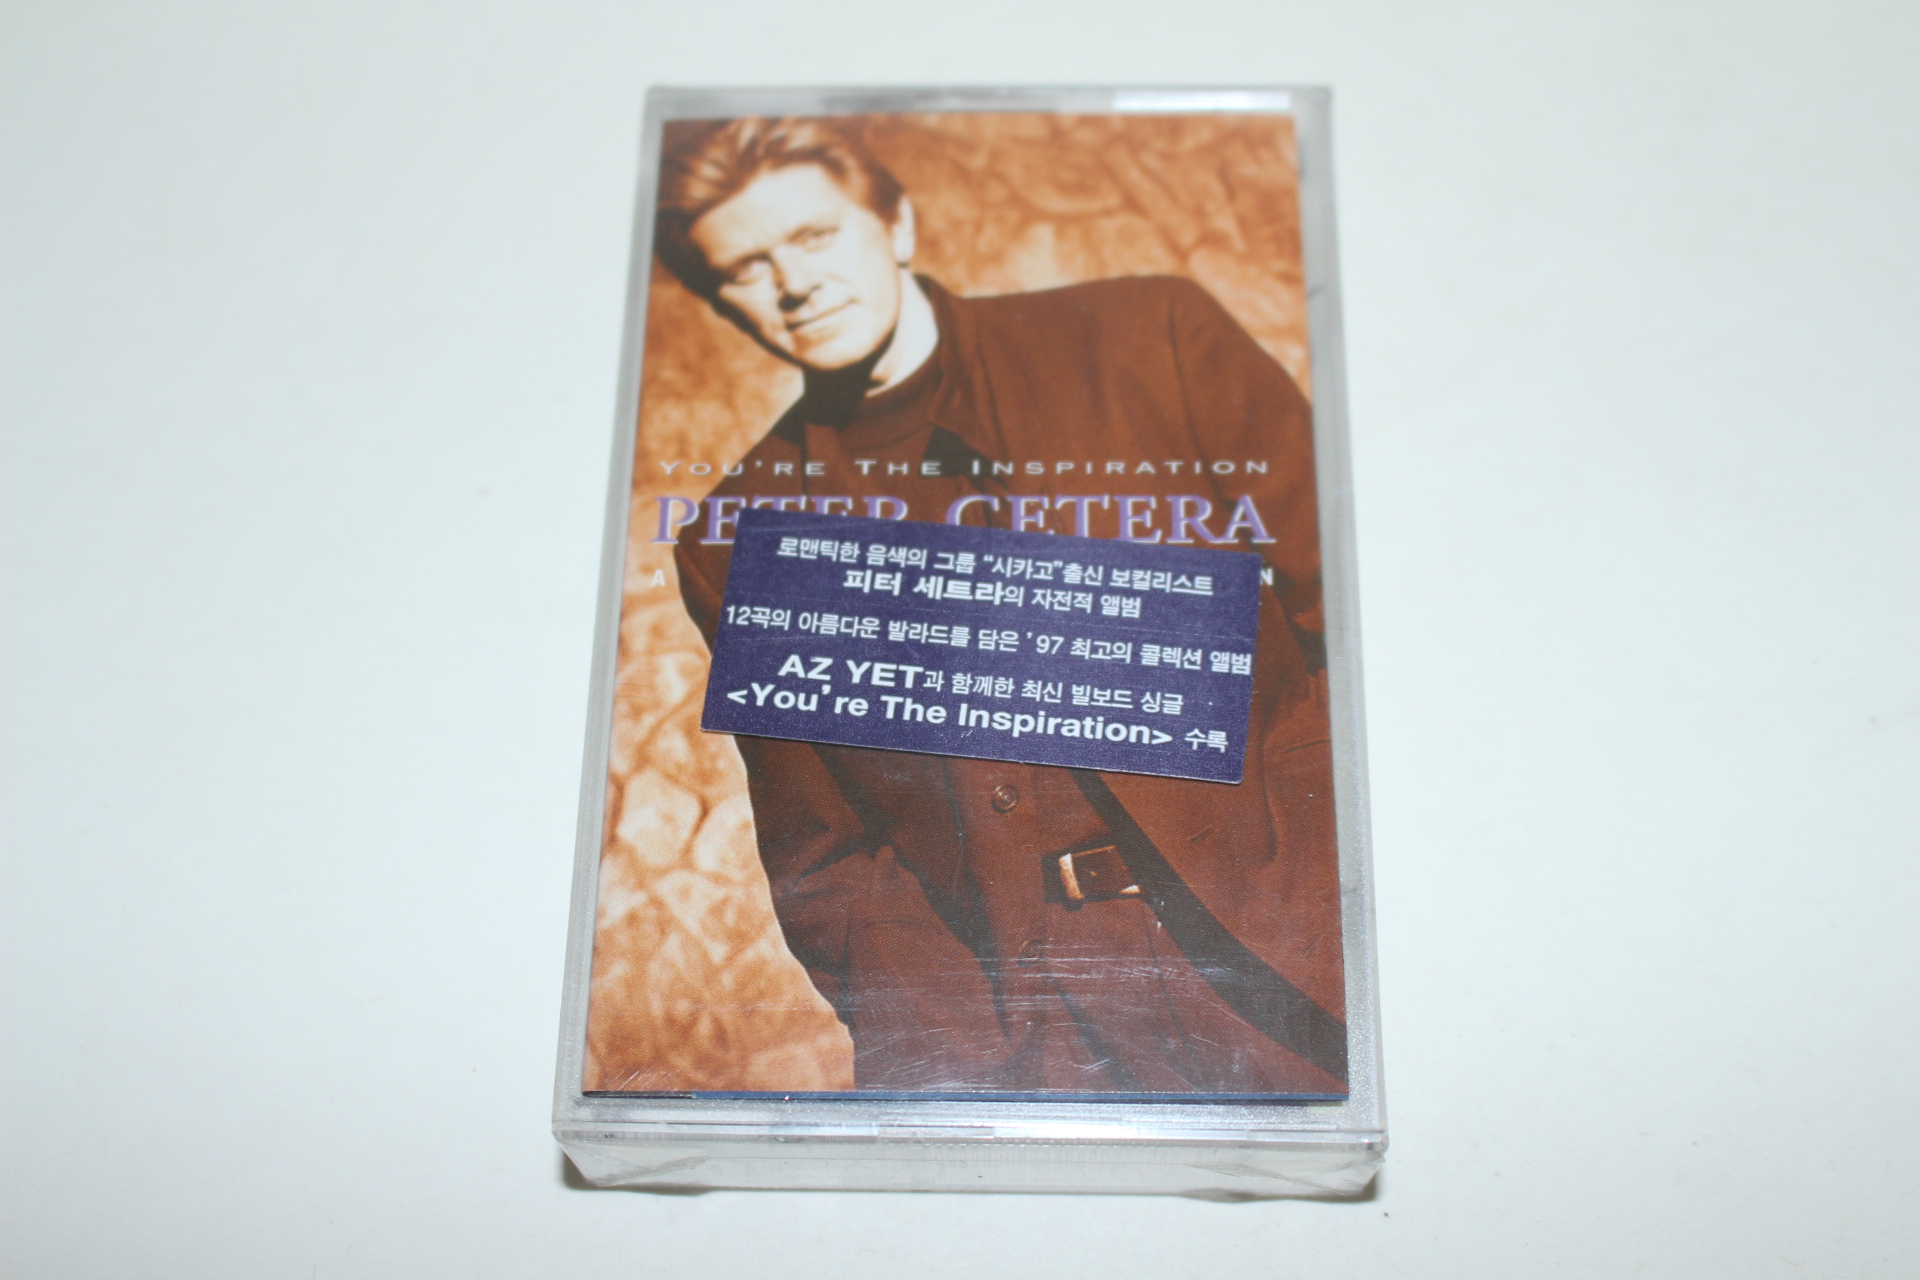 YOU'RE THE INSPIRATION
PETER CETERA
A N
로맨틱한 음색의 그룹 “시카고”출신 보컬리스트
피터 세트라의 자전적 앨범
12곡의 아름다운 발라드를 담은 '97 최고의 콜렉션 앨범
AZ YET과 함께한 최신 빌보드 싱글
<You're The Inspiration> 수록